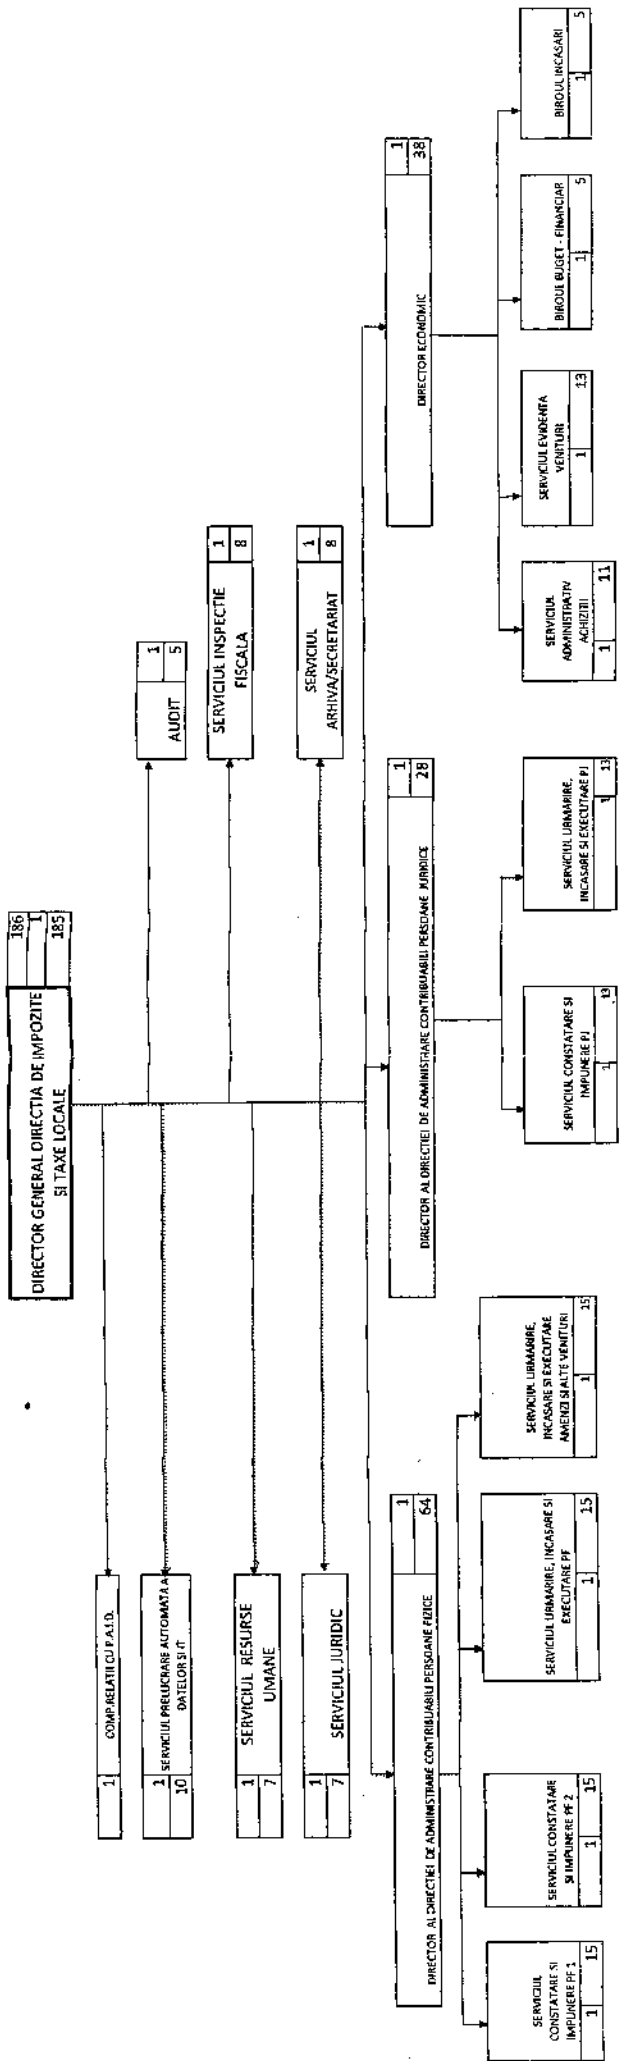 186
DIRECTOR GENERAL DIRECTIA DE IMPOZITE
SI TAXE LOCALE
1
185
COMP.RELATII CU P.A.I.D.
1
SERVICIUL PRELUCRARE AUTOMATA A
DATELOR SI IT
1
10
SERVICIUL RESURSE
UMANE
1
7
SERVICIUL JURIDIC
1
7
AUDIT
1
5
SERVICIUL INSPECTIE
FISCALA
1
8
SERVICIUL
ARHIVA/SECRETARIAT
1
8
DIRECTOR AL DIRECTIEI DE ADMINISTRARE CONTRIBUABILI PERSOANE FIZICE
1
64
DIRECTOR AL DIRECTIEI DE ADMINISTRARE CONTRIBUABILI PERSOANE JURIDICE
1
28
DIRECTOR ECONOMIC
1
38
SERVICIUL
CONSTATARE SI
IMPUNERE PF 1
1 15
SERVICIUL CONSTATARE
SI IMPUNERE PF 2
1 15
SERVICIUL URMARIRE, INCASARE SI
EXECUTARE PF
1 15
SERVICIUL URMARIRE,
INCASARE SI EXECUTARE
AMENZI SI ALTE VENITURI
1 15
SERVICIUL CONSTATARE SI
IMPUNERE PJ
1 13
SERVICIUL URMARIRE,
INCASARE SI EXECUTARE PJ
1 13
SERVICIUL
ADMINISTRATIV
ACHIZITII
1 11
SERVICIUL EVIDENTA
VENITURI
1 13
BIROUL BUGET - FINANCIAR
1 5
BIROUL INCASARI
1 5